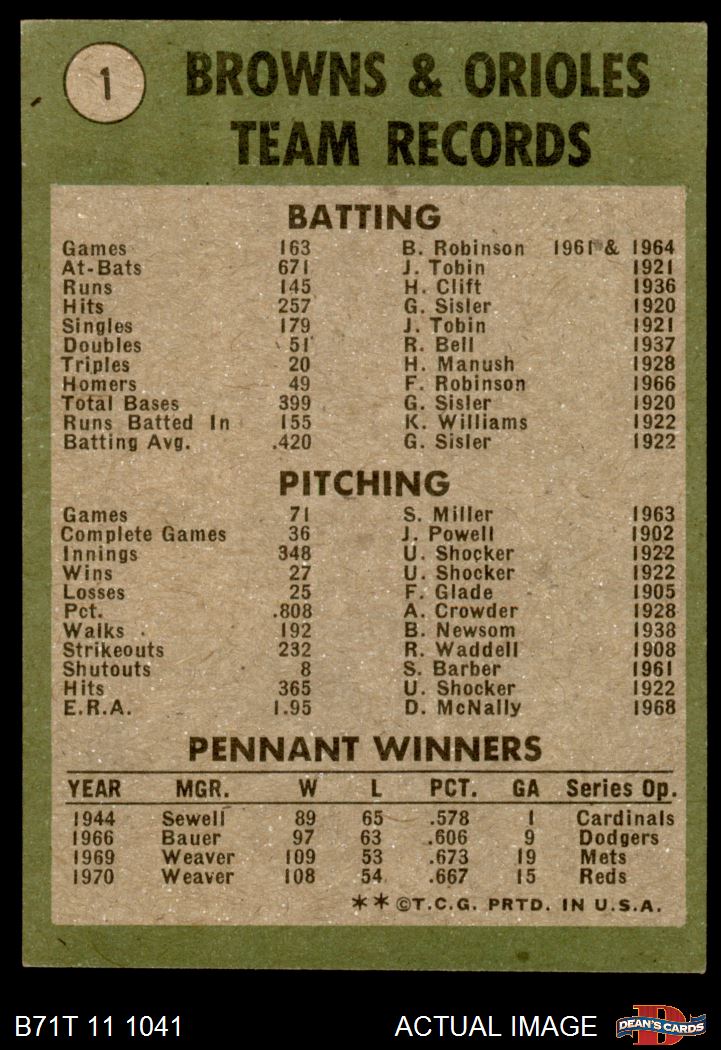 1
BROWNS & ORIOLES
TEAM RECORDS
BATTING
Games 163 B. Robinson 1961 & 1964
At-Bats 671 J. Tobin 1921
Runs 145 H. Clift 1936
Hits 257 G. Sisler 1920
Singles 179 J. Tobin 1921
Doubles 51 R. Bell 1937
Triples 20 H. Manush 1928
Homers 49 F. Robinson 1966
Total Bases 399 G. Sisler 1920
Runs Batted In 155 K. Williams 1922
Batting Avg. .420 G. Sisler 1922
PITCHING
Games 71 S. Miller 1963
Complete Games 36 J. Powell 1902
Innings 348 U. Shocker 1922
Wins 27 U. Shocker 1922
Losses 25 F. Glade 1905
Pct. .808 A. Crowder 1928
Walks 192 B. Newsom 1938
Strikeouts 232 R. Waddell 1908
Shutouts 8 S. Barber 1961
Hits 365 U. Shocker 1922
E.R.A. 1.95 D. McNally 1968
PENNANT WINNERS
YEAR MGR. W L PCT. GA Series Op.
1944 Sewell 89 65 .578 1 Cardinals
1966 Bauer 97 63 .606 9 Dodgers
1969 Weaver 109 53 .673 19 Mets
1970 Weaver 108 54 .667 15 Reds
**©T.C.G. PRTD. IN U.S.A.
B71T 11 1041 ACTUAL IMAGE D DEAN'S CARDS